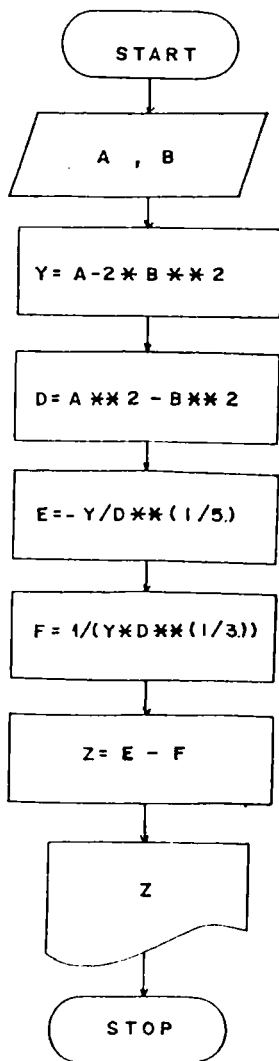 START
A , B
Y= A-2* B ** 2
D= A ** 2 - B** 2
E=- Y/D** (1/5.)
F= 1/(Y*D**(1/3.))
Z= E - F
Z
STOP